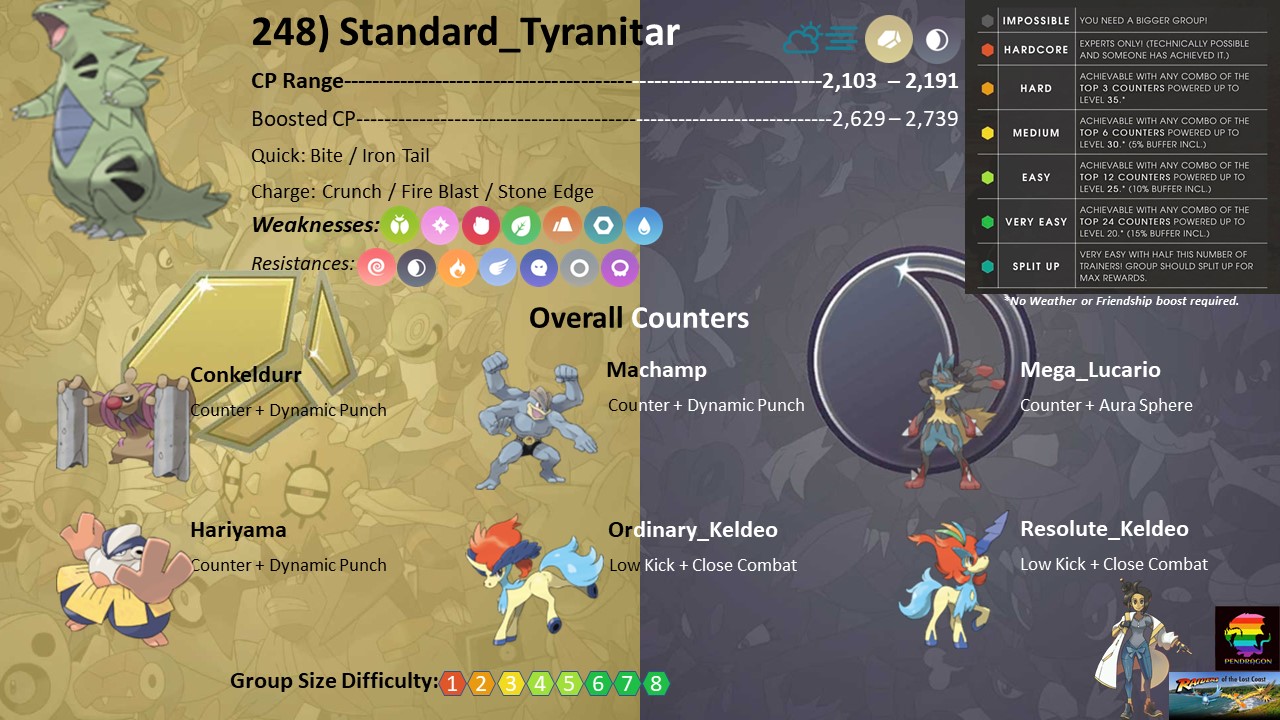 248) Standard_Tyranitar
CP Range----------------------------------------------------------------------2,103 – 2,191
Boosted CP----------------------------------------------------------------------2,629 – 2,739
Quick: Bite / Iron Tail
Charge: Crunch / Fire Blast / Stone Edge
Weaknesses:
Resistances:
IMPOSSIBLE YOU NEED A BIGGER GROUP!
HARDCORE EXPERTS ONLY! (TECHNICALLY POSSIBLE
AND SOMEONE HAS ACHIEVED IT.)
HARD ACHIEVABLE WITH ANY COMBO OF THE
TOP 3 COUNTERS POWERED UP TO
LEVEL 35.*
MEDIUM ACHIEVABLE WITH ANY COMBO OF THE
TOP 6 COUNTERS POWERED UP TO
LEVEL 30.* (5% BUFFER INCL.)
EASY ACHIEVABLE WITH ANY COMBO OF THE
TOP 12 COUNTERS POWERED UP TO
LEVEL 25.* (10% BUFFER INCL.)
VERY EASY ACHIEVABLE WITH ANY COMBO OF THE
TOP 24 COUNTERS POWERED UP TO
LEVEL 20.* (15% BUFFER INCL.)
SPLIT UP VERY EASY WITH HALF THIS NUMBER OF
TRAINERS! GROUP SHOULD SPLIT UP FOR
MAX REWARDS.
*No Weather or Friendship boost required.
Overall Counters
Conkeldurr
Counter + Dynamic Punch
Machamp
Counter + Dynamic Punch
Mega_Lucario
Counter + Aura Sphere
Hariyama
Counter + Dynamic Punch
Ordinary_Keldeo
Low Kick + Close Combat
Resolute_Keldeo
Low Kick + Close Combat
Group Size Difficulty: 1 2 3 4 5 6 7 8
PENDRAGON
RAIDERS of the Lost Coast